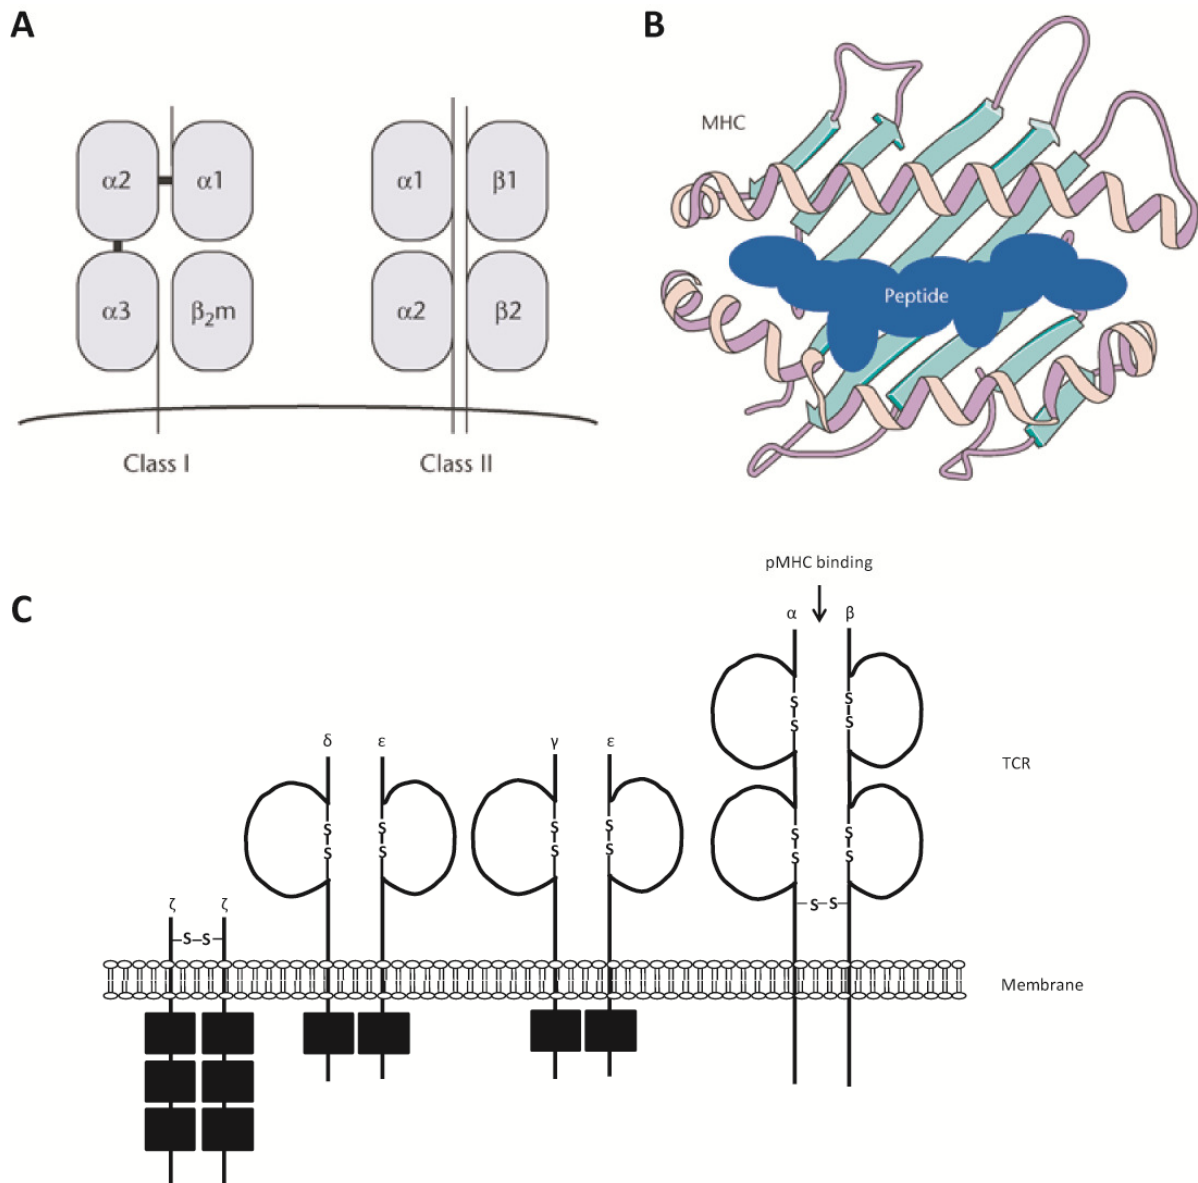 A
B
MHC
α2
α1
α1
β1
α3
β₂m
α2
β2
Peptide
Class I
Class II
pMHC binding
C
α
β
S
S
S
S
δ
ε
γ
ε
TCR
S
S
S
S
S
S
S
S
S
S
S
S
ζ
ζ
S
S
S
S
Membrane